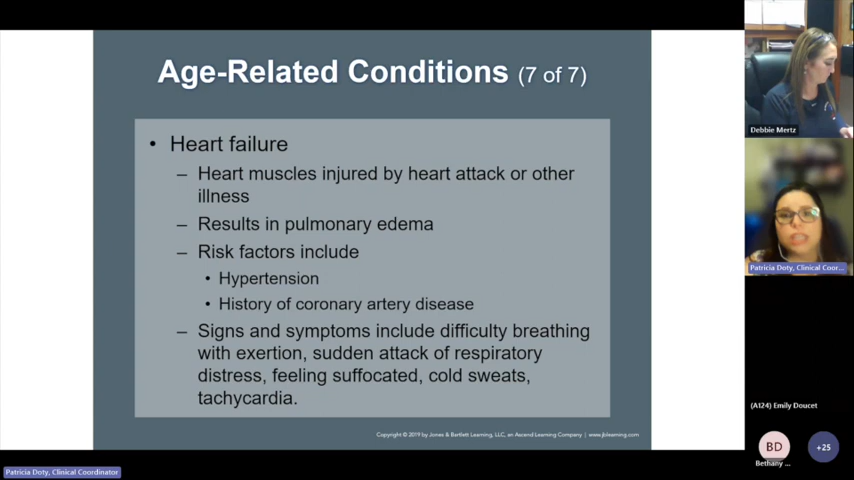 Age-Related Conditions (7 of 7)
• Heart failure
– Heart muscles injured by heart attack or other
illness
– Results in pulmonary edema
– Risk factors include
• Hypertension
• History of coronary artery disease
– Signs and symptoms include difficulty breathing
with exertion, sudden attack of respiratory
distress, feeling suffocated, cold sweats,
tachycardia.
Copyright © 2019 by Jones & Bartlett Learning, LLC, an Ascend Learning Company | www.jblearning.com
Debbie Mertz
Patricia Doty, Clinical Coor...
(A124) Emily Doucet
BD
+25
Bethany ...
Patricia Doty, Clinical Coordinator